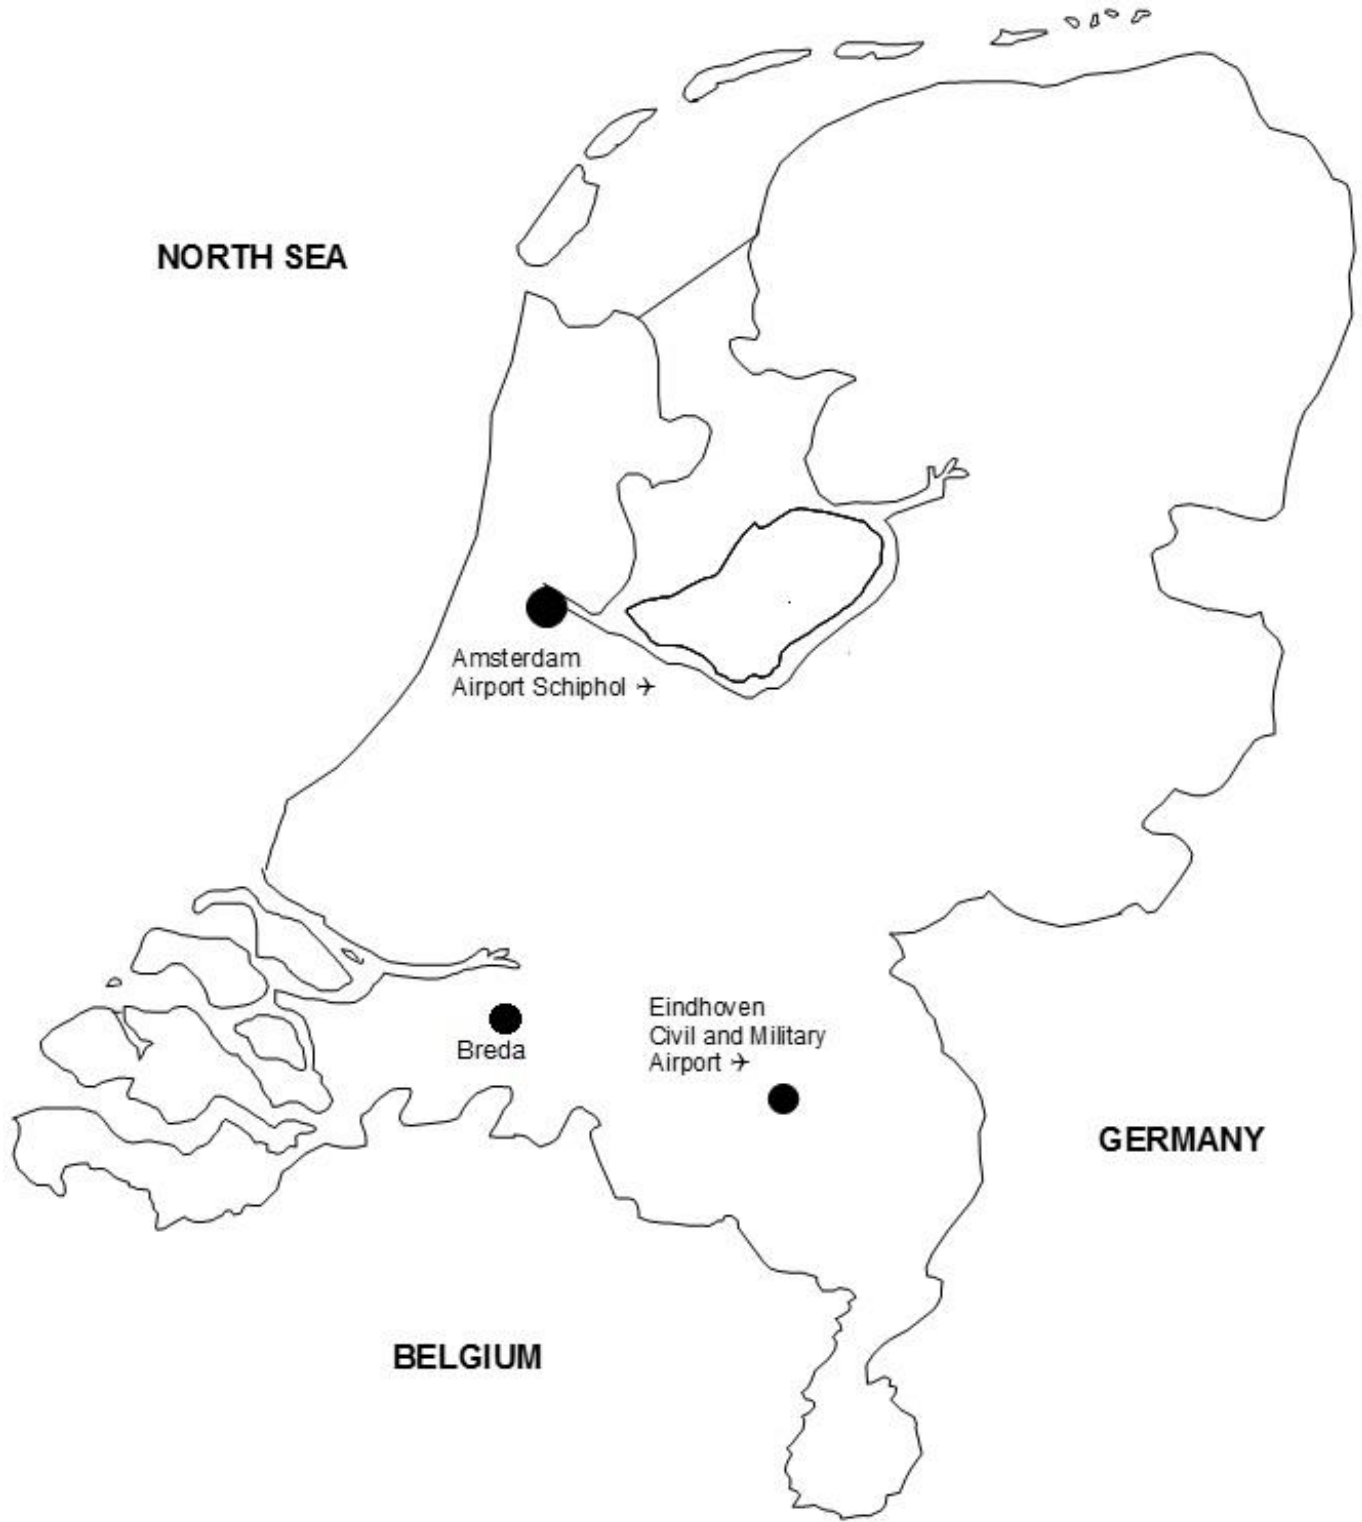 NORTH SEA
Amsterdam
Airport Schiphol ✈
Eindhoven
Civil and Military
Airport ✈
Breda
GERMANY
BELGIUM